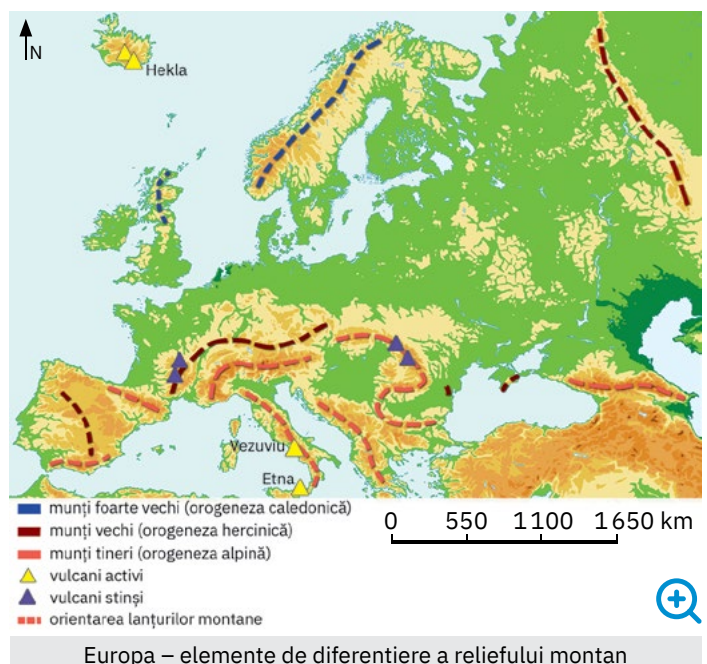 N
Hekla
Vezuviu
Etna
munți foarte vechi (orogeneza caledonică)
munți vechi (orogeneza hercinică)
munți tineri (orogeneza alpină)
vulcani activi
vulcani stinși
orientarea lanțurilor montane
0 550 1100 1650 km
Europa – elemente de diferentiere a reliefului montan